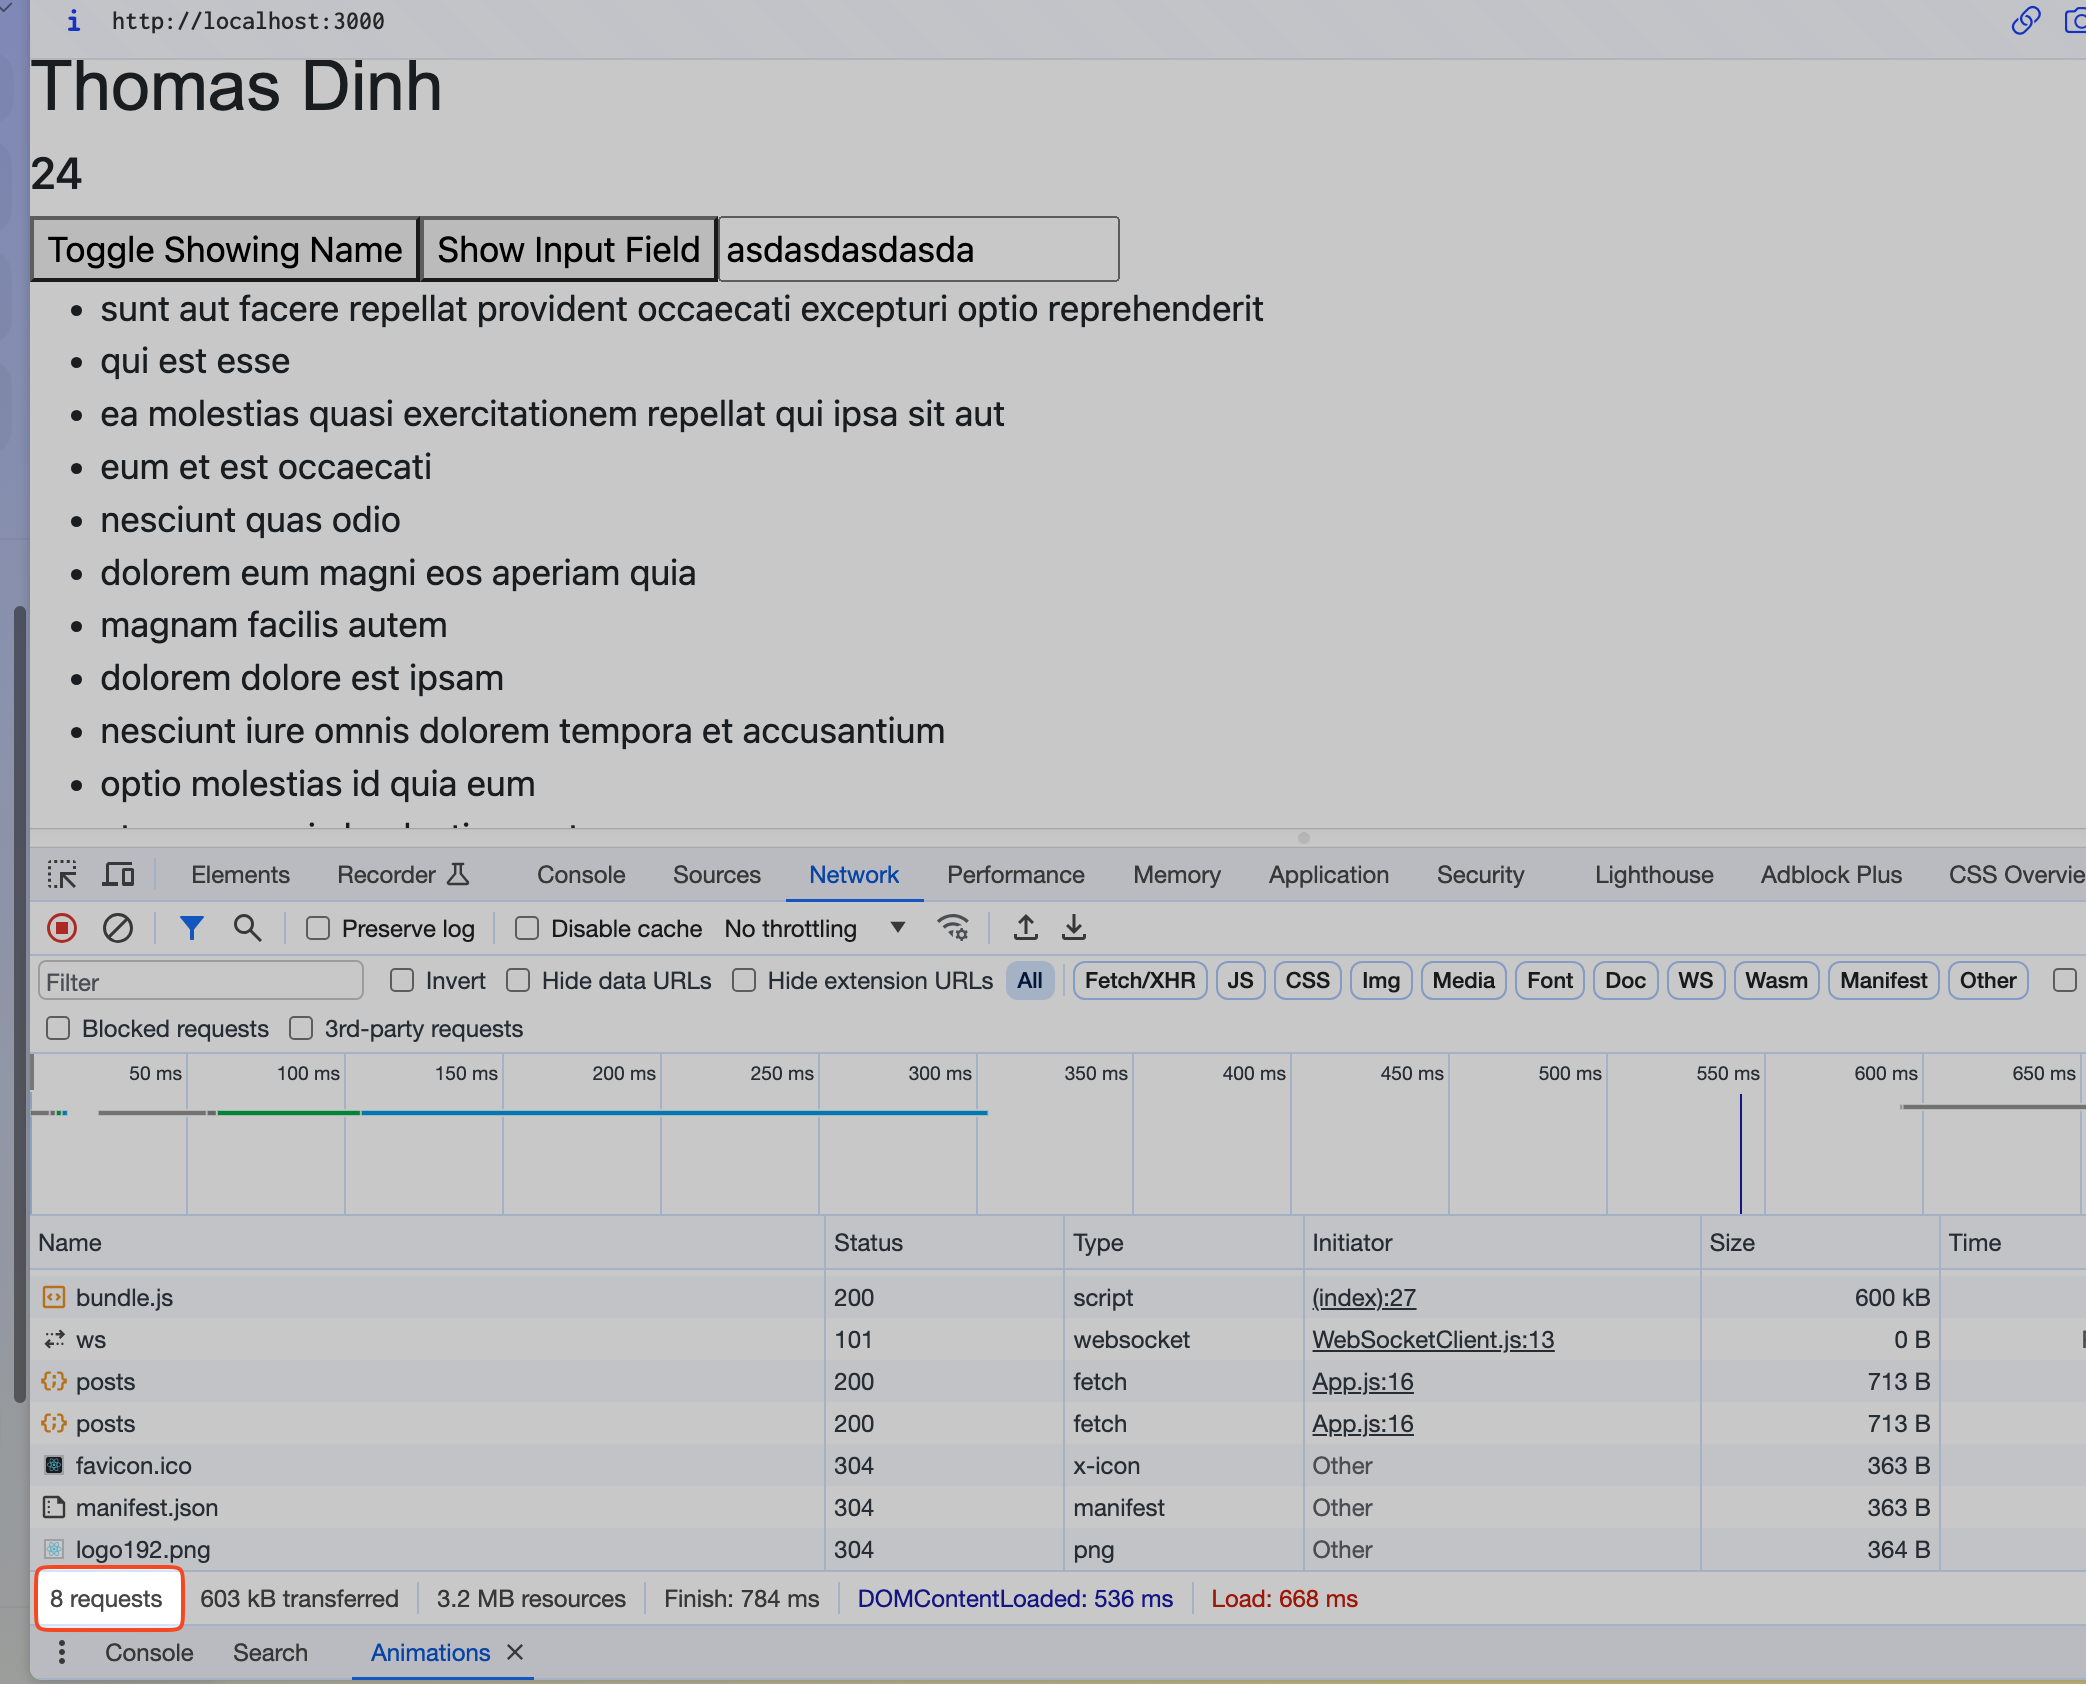 http://localhost:3000
Thomas Dinh
24
Toggle Showing Name Show Input Field asdasdasdasda
sunt aut facere repellat provident occaecati excepturi optio reprehenderit
qui est esse
ea molestias quasi exercitationem repellat qui ipsa sit aut
eum et est occaecati
nesciunt quas odio
dolorem eum magni eos aperiam quia
magnam facilis autem
dolorem dolore est ipsam
nesciunt iure omnis dolorem tempora et accusantium
optio molestias id quia eum
Elements Recorder Console Sources Network Performance Memory Application Security Lighthouse Adblock Plus CSS Overvie
Preserve log Disable cache No throttling
Filter Invert Hide data URLs Hide extension URLs All Fetch/XHR JS CSS Img Media Font Doc WS Wasm Manifest Other
Blocked requests 3rd-party requests
50 ms 100 ms 150 ms 200 ms 250 ms 300 ms 350 ms 400 ms 450 ms 500 ms 550 ms 600 ms 650 ms
Name Status Type Initiator Size Time
bundle.js 200 script (index):27 600 kB
ws 101 websocket WebSocketClient.js:13 0 B
posts 200 fetch App.js:16 713 B
posts 200 fetch App.js:16 713 B
favicon.ico 304 x-icon Other 363 B
manifest.json 304 manifest Other 363 B
logo192.png 304 png Other 364 B
8 requests 603 kB transferred 3.2 MB resources Finish: 784 ms DOMContentLoaded: 536 ms Load: 668 ms
Console Search Animations